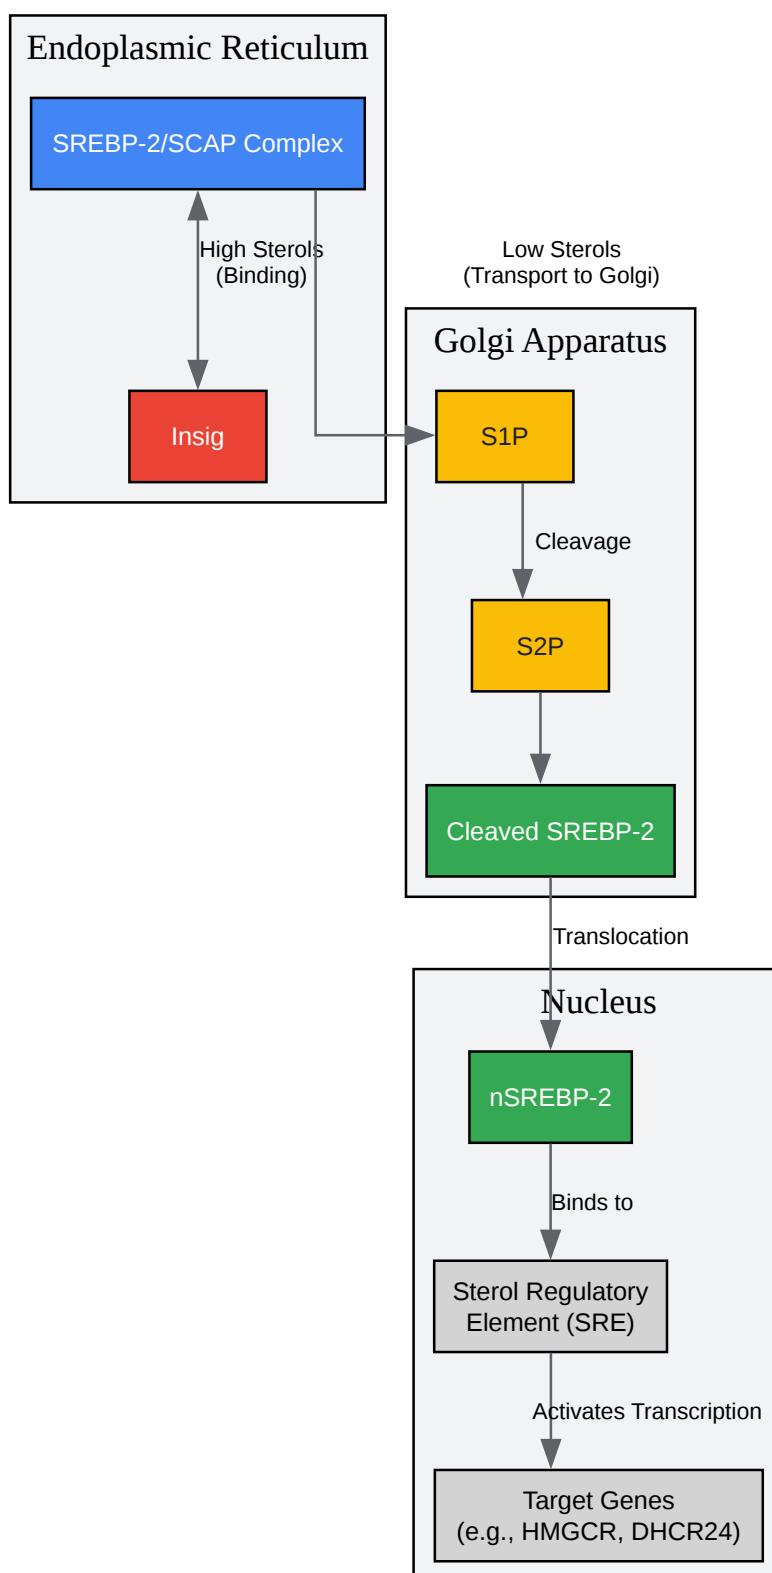 Endoplasmic Reticulum
SREBP-2/SCAP Complex
High Sterols
(Binding)
Low Sterols
(Transport to Golgi)
Golgi Apparatus
Insig
S1P
Cleavage
S2P
Cleaved SREBP-2
Translocation
Nucleus
nSREBP-2
Binds to
Sterol Regulatory
Element (SRE)
Activates Transcription
Target Genes
(e.g., HMGCR, DHCR24)